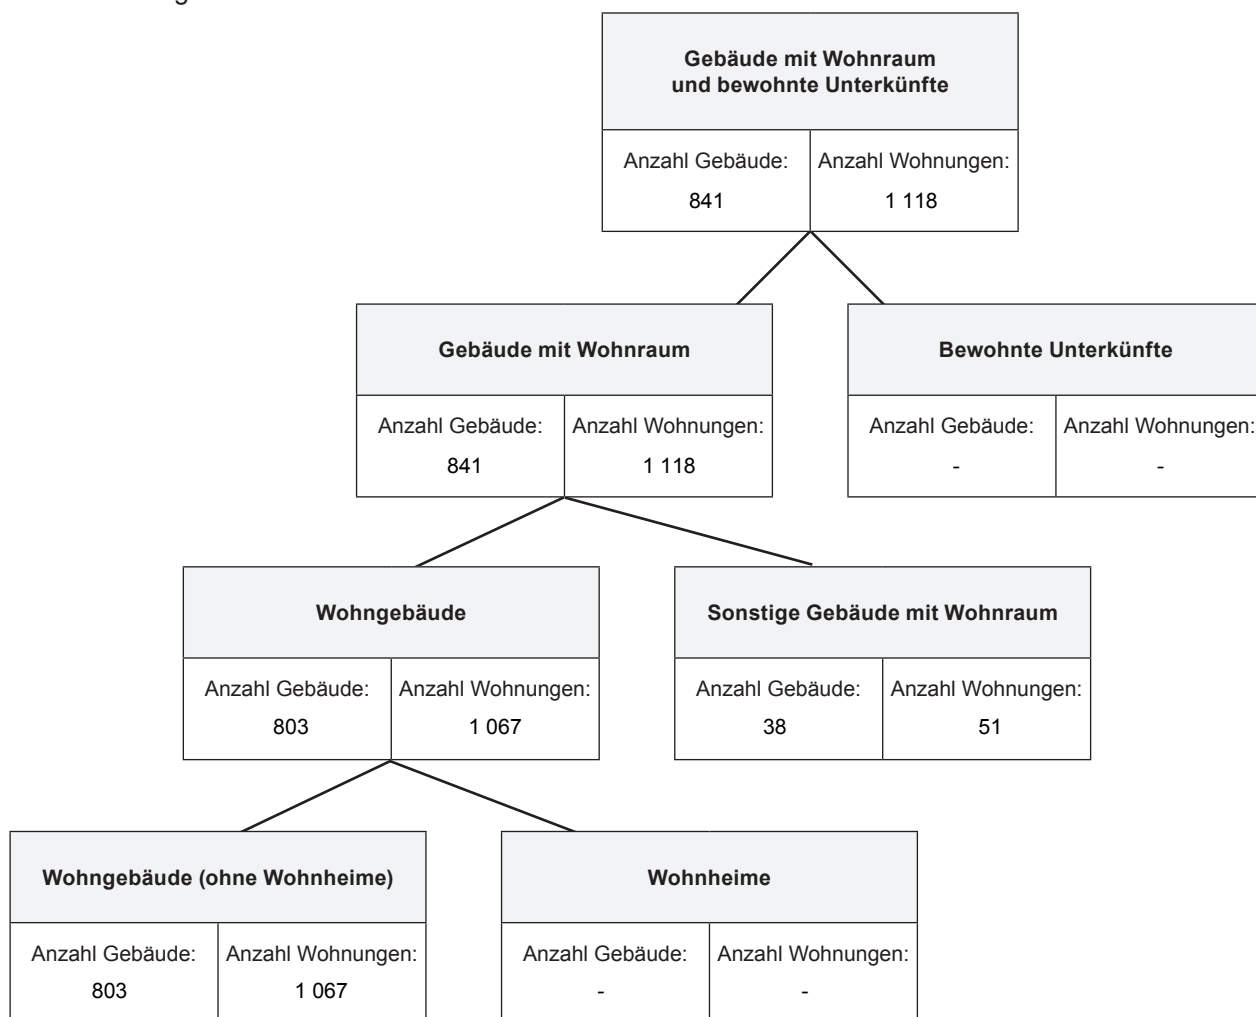 Gebäude mit Wohnraum
und bewohnte Unterkünfte
Anzahl Gebäude: Anzahl Wohnungen:
841 1 118
Gebäude mit Wohnraum
Anzahl Gebäude: Anzahl Wohnungen:
841 1 118
Bewohnte Unterkünfte
Anzahl Gebäude: Anzahl Wohnungen:
- -
Wohngebäude
Anzahl Gebäude: Anzahl Wohnungen:
803 1 067
Sonstige Gebäude mit Wohnraum
Anzahl Gebäude: Anzahl Wohnungen:
38 51
Wohngebäude (ohne Wohnheime)
Anzahl Gebäude: Anzahl Wohnungen:
803 1 067
Wohnheime
Anzahl Gebäude: Anzahl Wohnungen:
- -